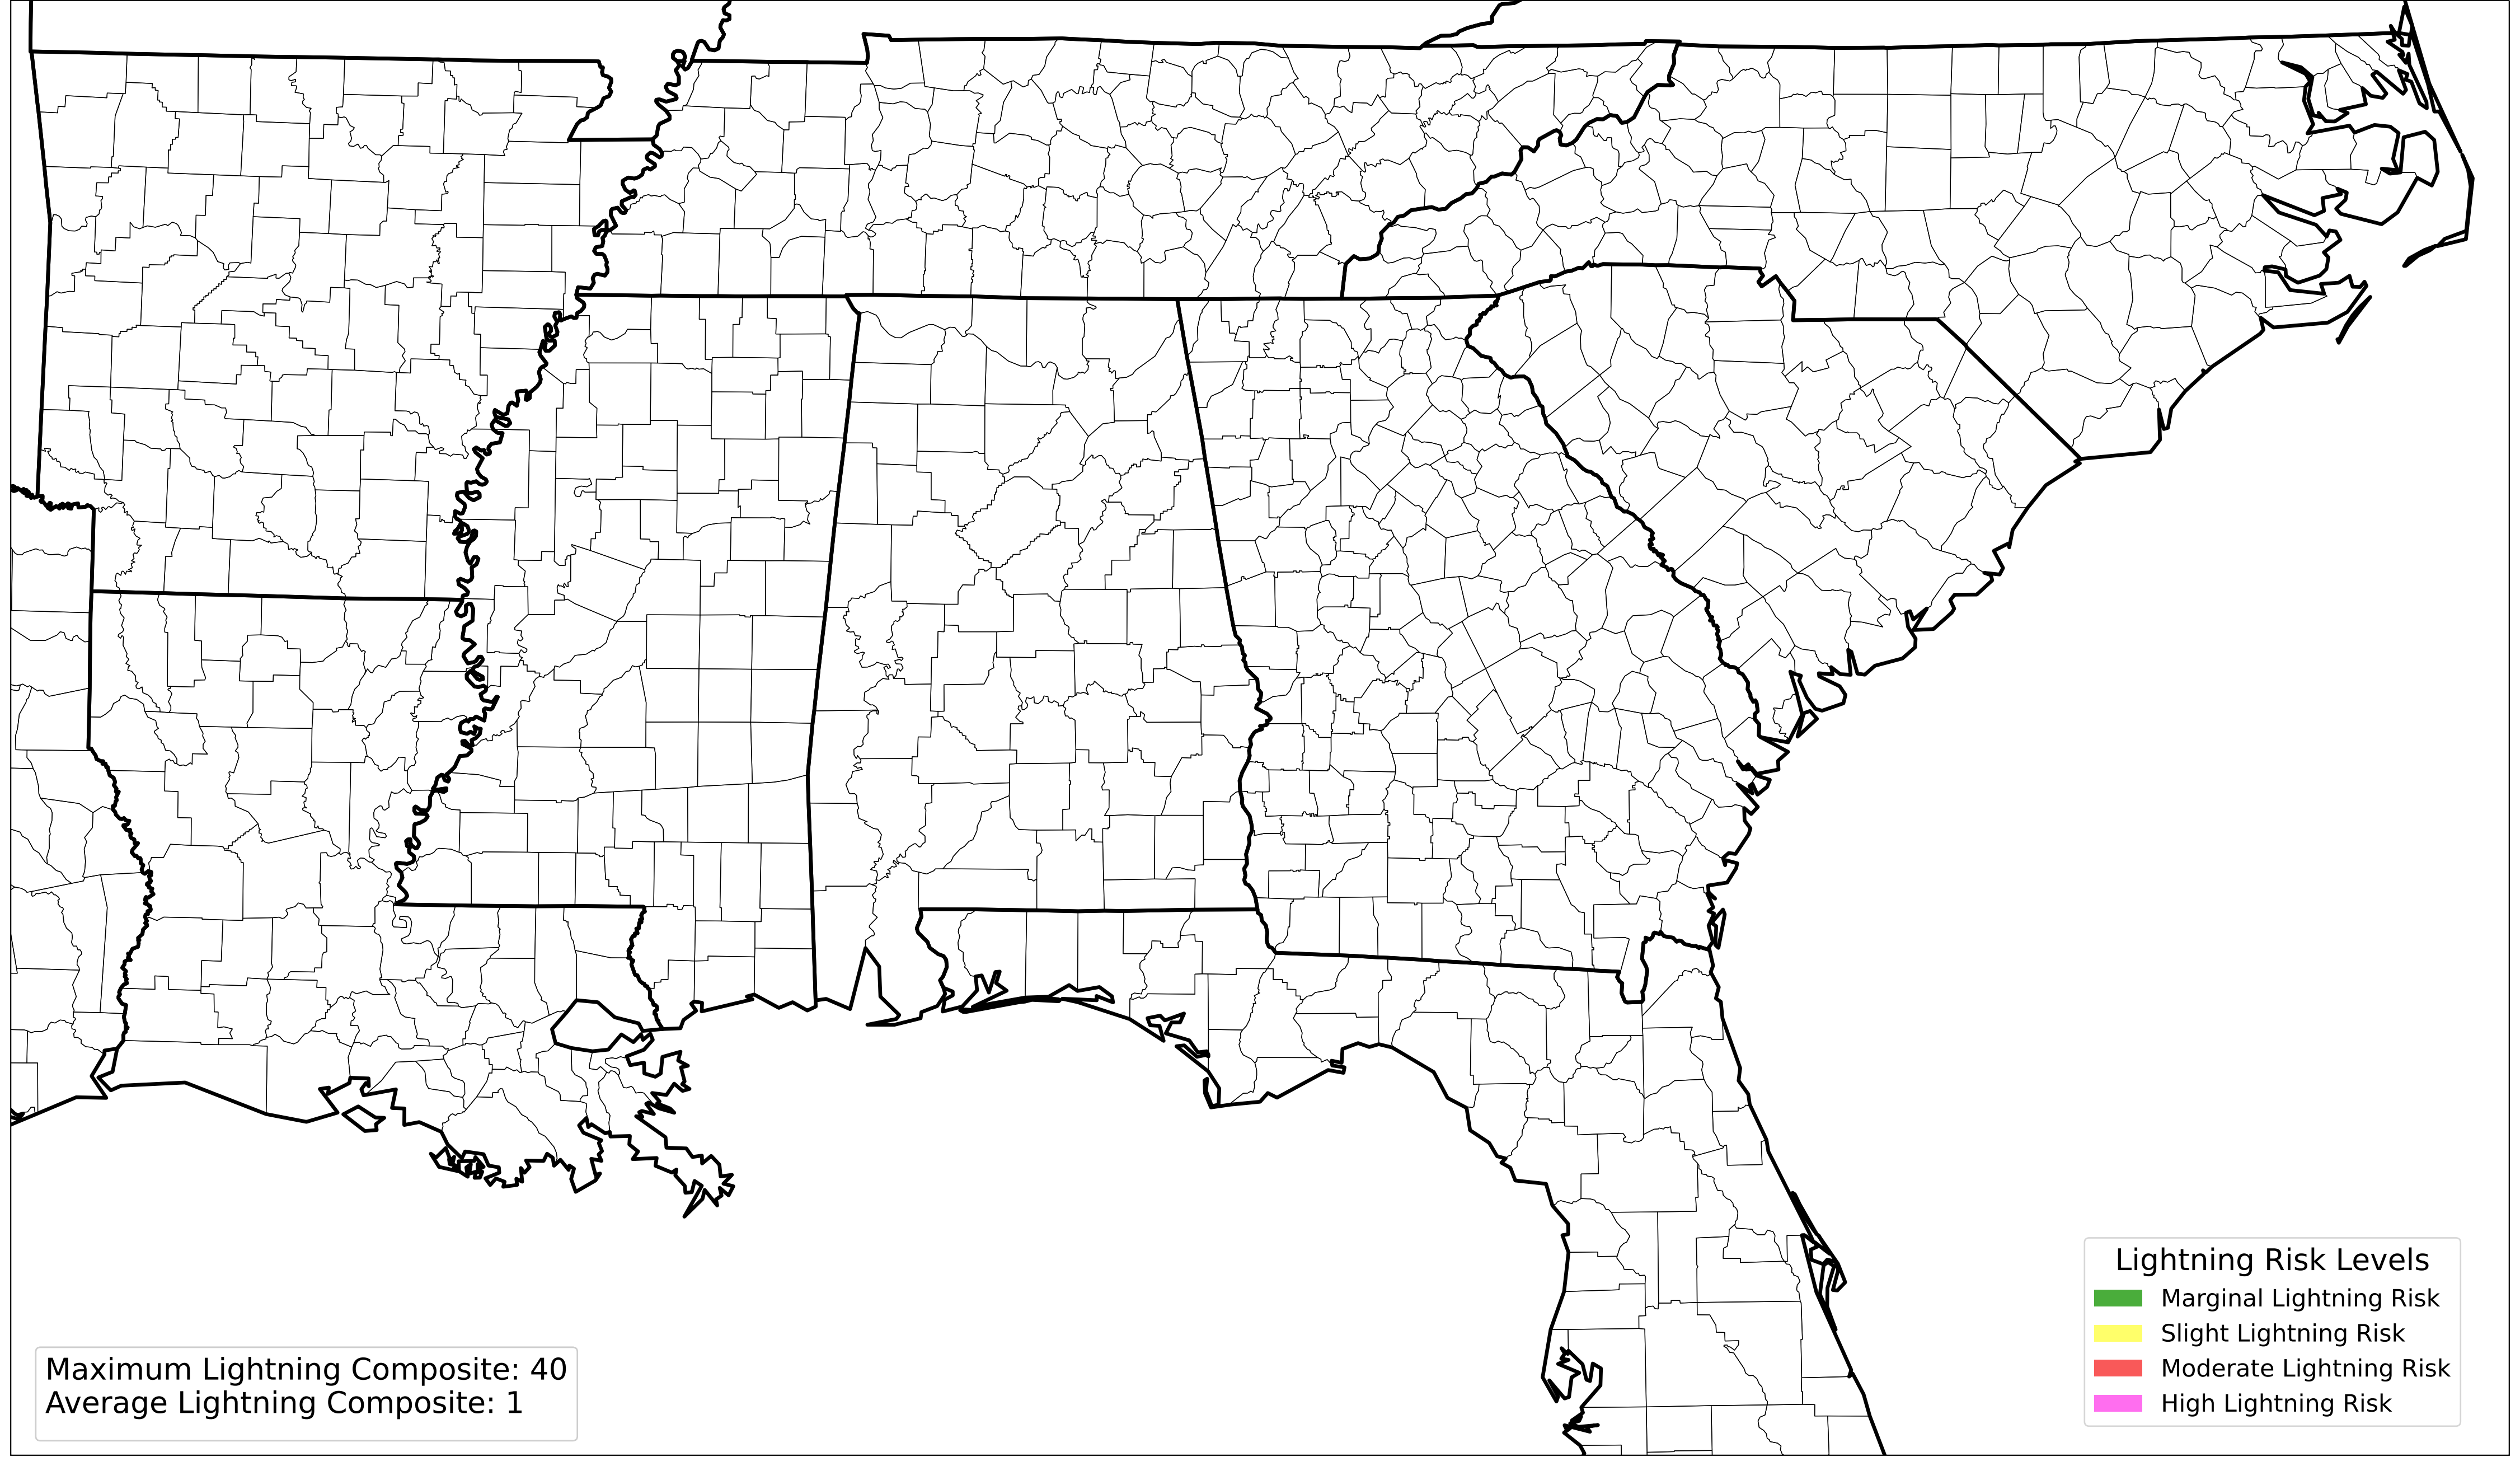 Maximum Lightning Composite: 40
Average Lightning Composite: 1
Lightning Risk Levels
Marginal Lightning Risk
Slight Lightning Risk
Moderate Lightning Risk
High Lightning Risk